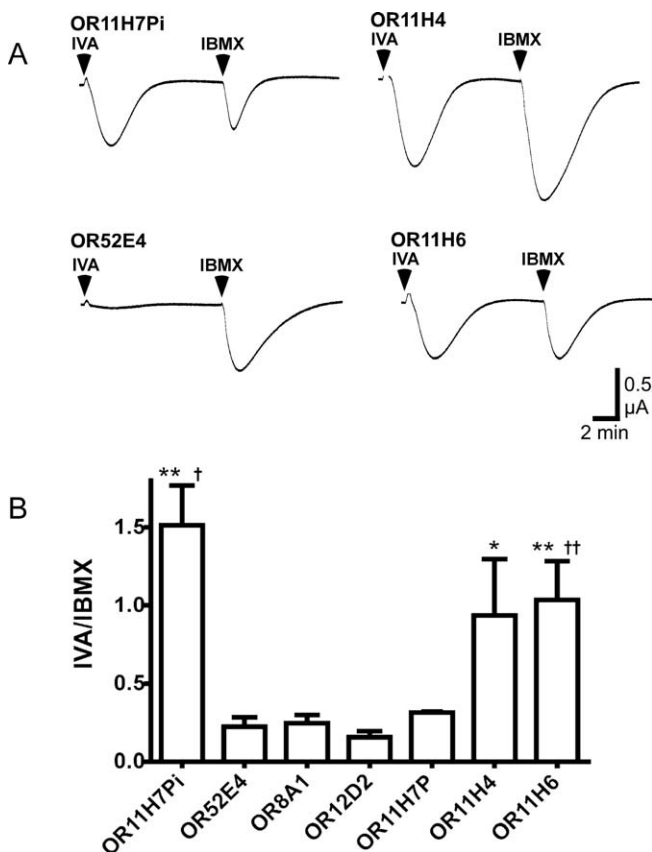 A
OR11H7Pi
IVA IBMX
OR11H4
IVA IBMX
OR52E4
IVA IBMX
OR11H6
IVA IBMX
0.5
µA
2 min
B
IVA/IBMX
1.5
1.0
0.5
0.0
** †
*
** ††
OR11H7Pi
OR52E4
OR8A1
OR12D2
OR11H7P
OR11H4
OR11H6